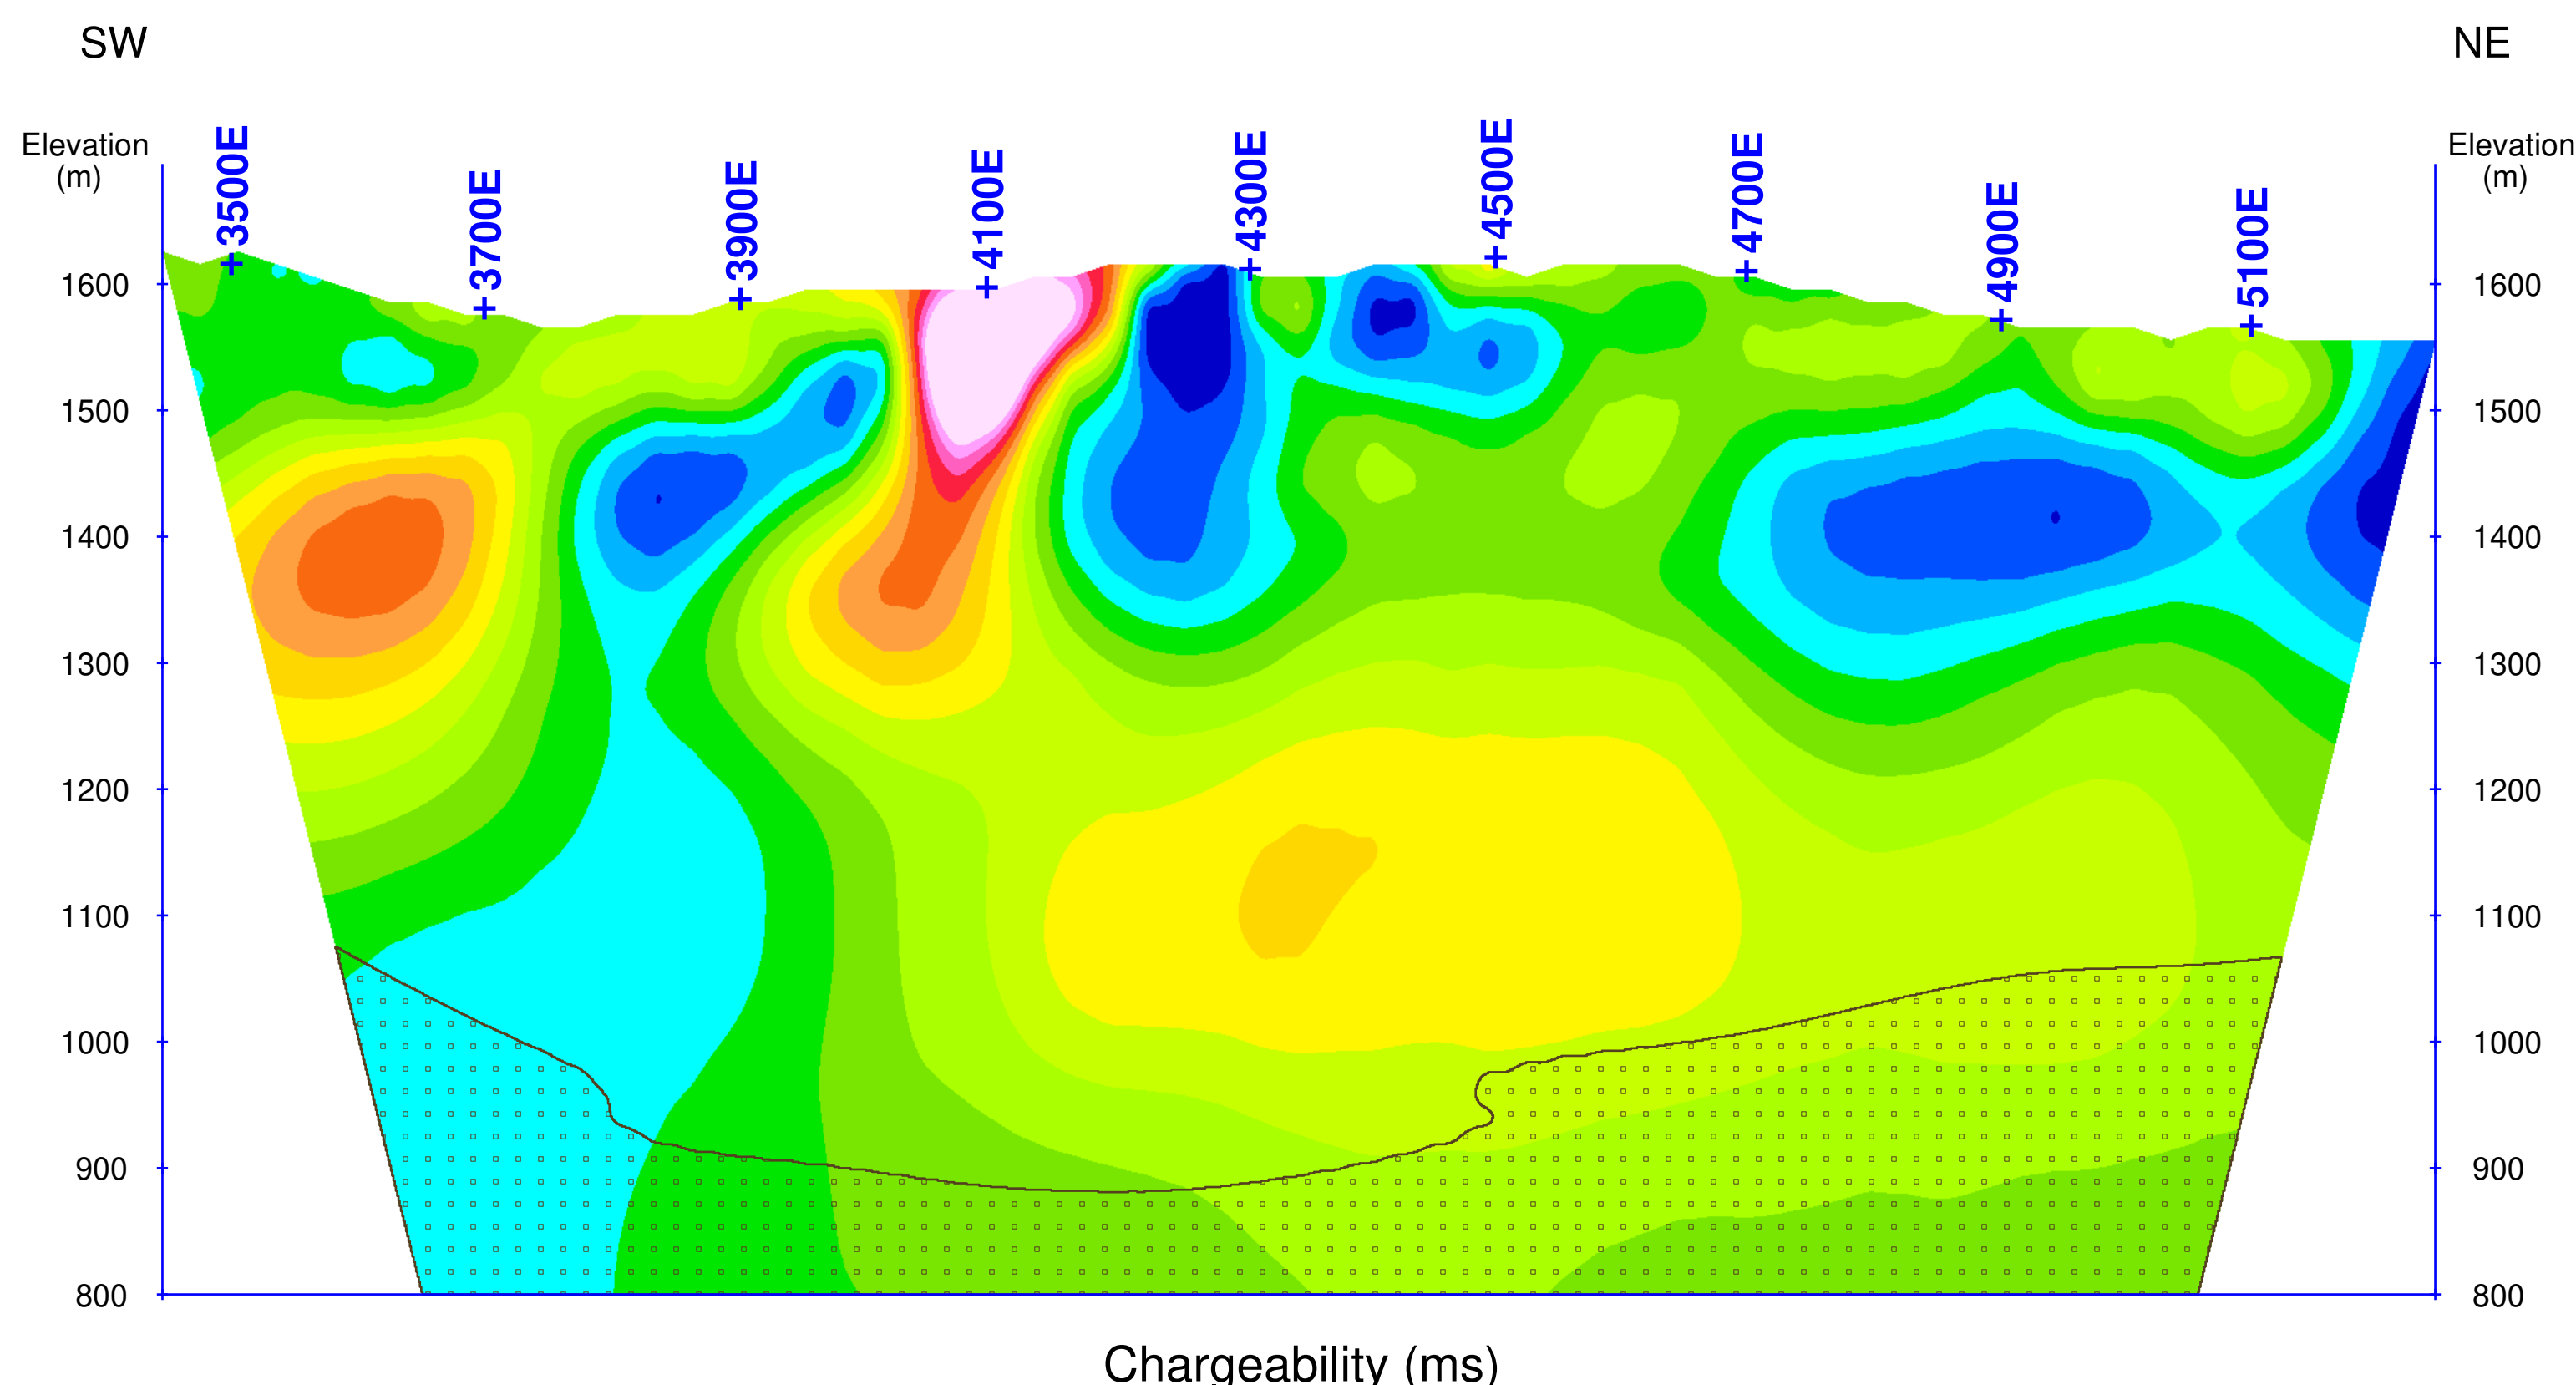 SW
NE
Elevation
(m)
Elevation
(m)
+3500E
+3700E
+3900E
+4100E
+4300E
+4500E
+4700E
+4900E
+5100E
1600
1600
1500
1500
1400
1400
1300
1300
1200
1200
1100
1100
1000
1000
900
900
800
800
Chargeability (ms)